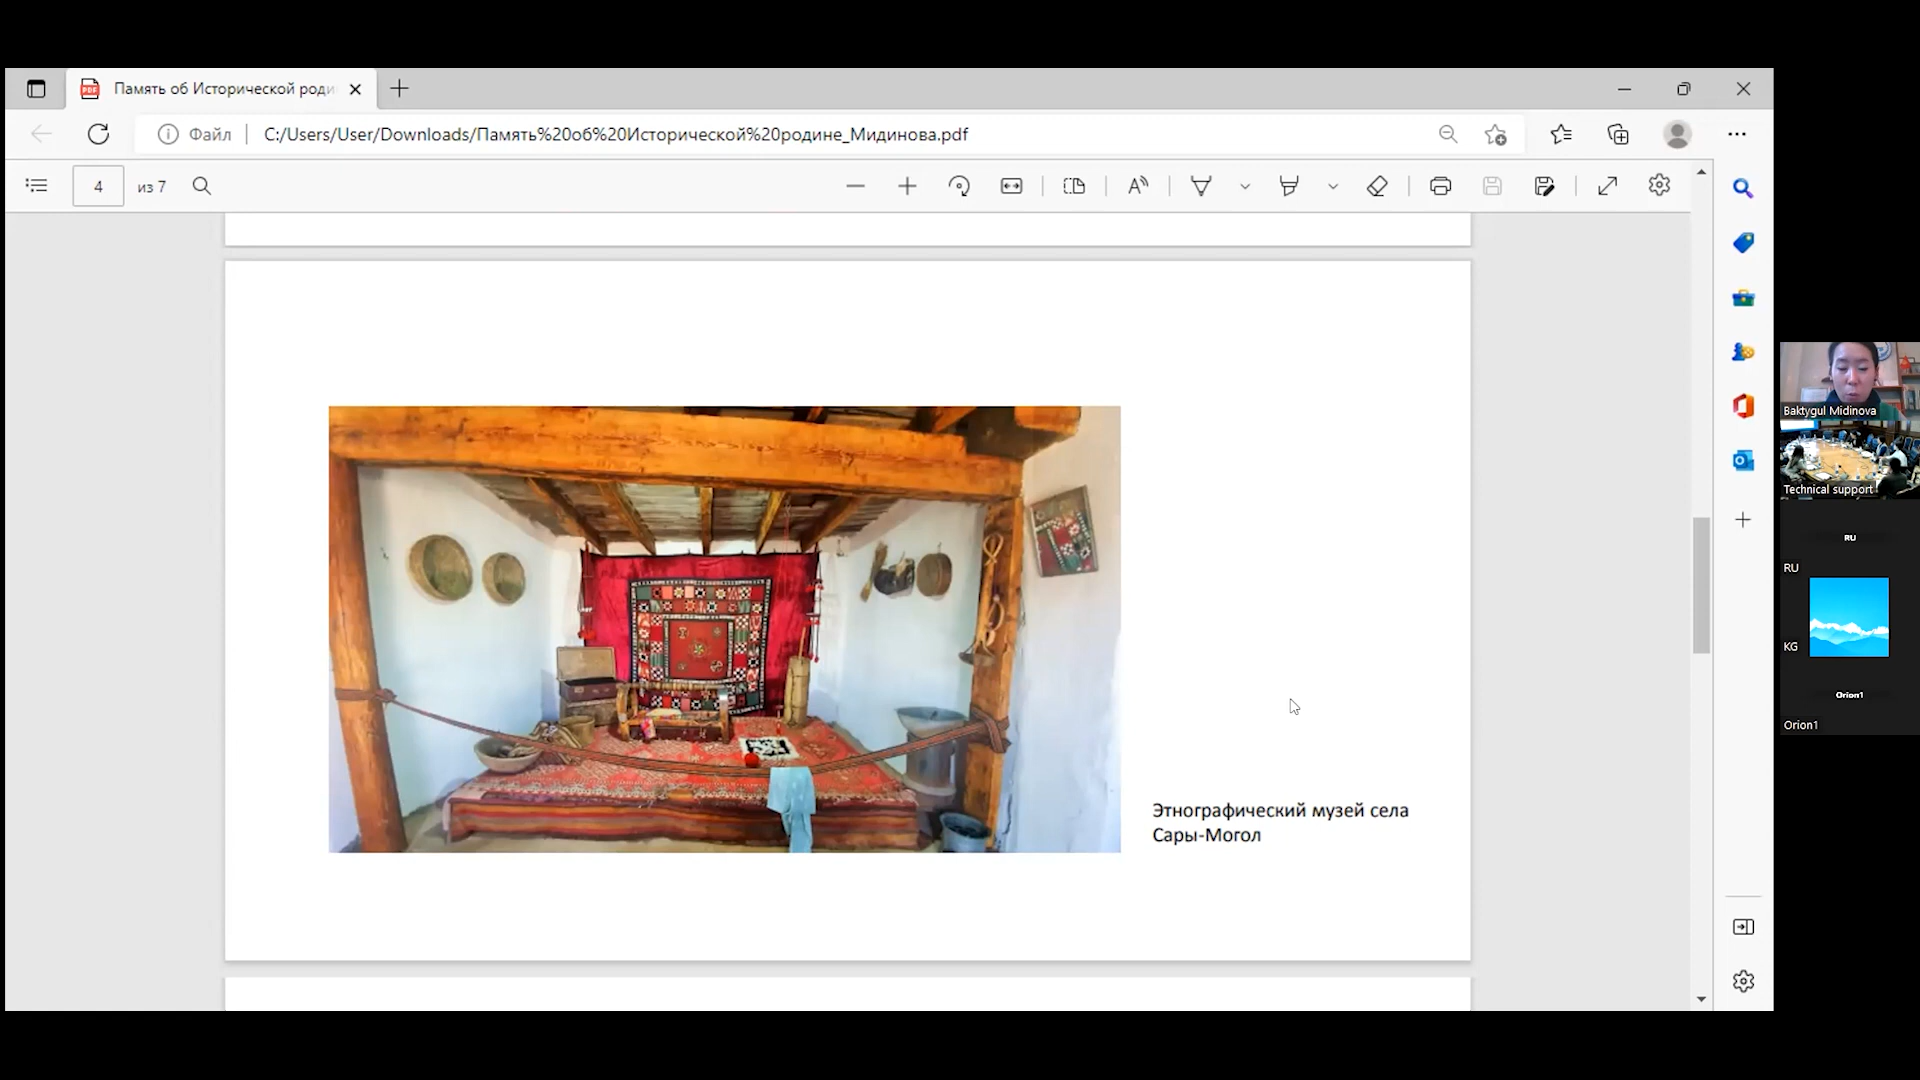 Память об Исторической роди
Файл
C:/Users/User/Downloads/Память%20об%20Исторической%20родине_Мидинова.pdf
4 из 7
Этнографический музей села
Сары-Могол
Baktygul Midinova
Technical support
RU
RU
KG
Orion1
Orion1